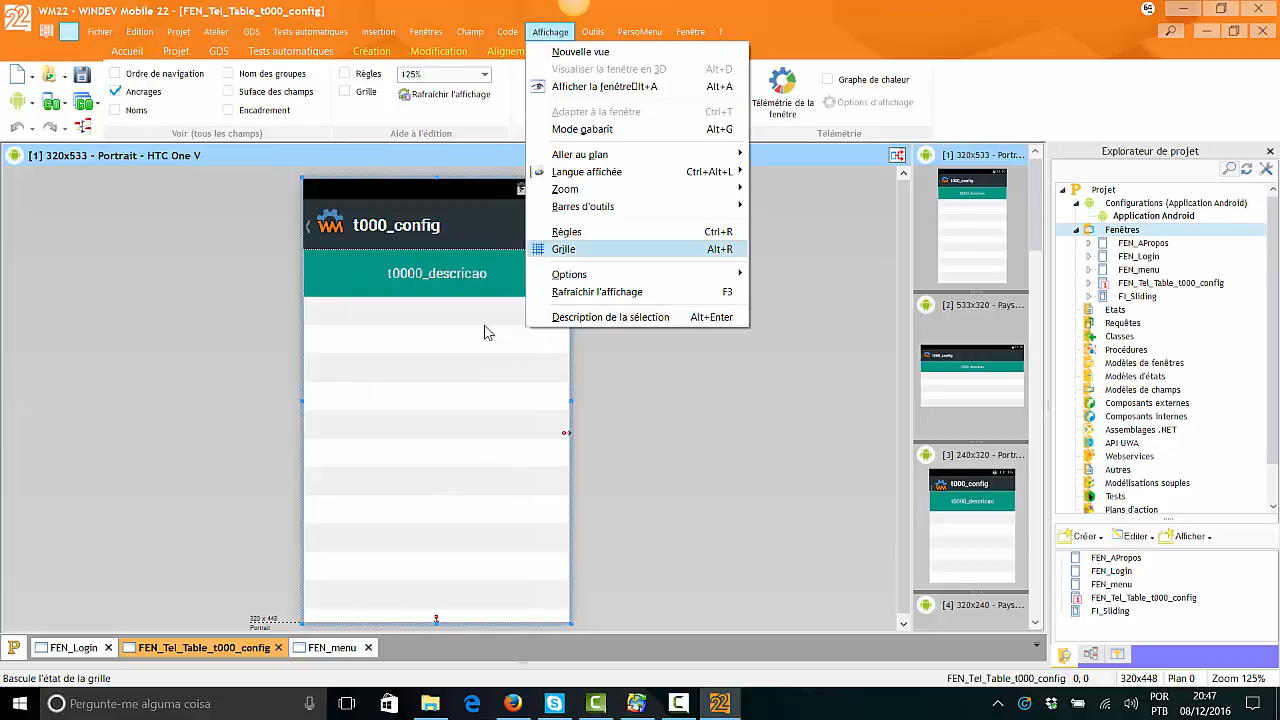 WM22 - WINDEV Mobile 22 - [FEN_Tel_Table_t000_config]
64
Fichier Edition Projet Atelier GDS Tests automatiques Insertion Fenêtres Champ Code Affichage Outils PersoMenu Fenêtre ?
Accueil Projet GDS Tests automatiques Création Modification
Ordre de navigation
Ancrages
Noms
Nom des groupes
Surface des champs
Encadrement
Voir (tous les champs)
Règles
Grille
125%
Rafraîchir l'affichage
Aide à l'édition
Nouvelle vue
Visualiser la fenêtre en 3D Alt+D
Afficher la fenêtre Alt+A Alt+A
Adapter à la fenêtre Ctrl+T
Mode gabarit Alt+G
Aller au plan
Langue affichée Ctrl+Alt+L
Zoom
Barres d'outils
Règles Ctrl+R
Grille Alt+R
Options
Rafraîchir l'affichage F3
Description de la sélection Alt+Enter
Télémétrie de la
fenêtre
Graphe de chaleur
Options d'affichage
Télémétrie
[1] 320x533 - Portrait - HTC One V
t000_config
t0000_descricao
320 x 448
Portrait
[1] 320x533 - Portr...
t000_config
t0000_descricao
[2] 533x320 - Pays...
t000_config
t0000_descricao
[3] 240x320 - Portr...
t000_config
t0000_descricao
[4] 320x240 - Pays...
Explorateur de projet
Projet
Configurations (Application Android)
Application Android
Fenêtres
FEN_APropos
FEN_Login
FEN_menu
FEN_Tel_Table_t000_config
FI_Sliding
Etats
Requêtes
Classes
Procédures
Modèles de fenêtres
Modèles d'états
Modèles de champs
Composants externes
Composants internes
Assemblages .NET
API UWA
Webservices
Autres
Modélisations souples
Tests
Plans d'action
Créer
Editer
Afficher
FEN_APropos
FEN_Login
FEN_menu
FEN_Tel_Table_t000_config
FI_Sliding
FEN_Login FEN_Tel_Table_t000_config FEN_menu
Bascule l'état de la grille
FEN_Tel_Table_t000_config 0, 0 320x448 Plan 0 Zoom 125%
Pergunte-me alguma coisa
22
POR
PTB
20:47
08/12/2016